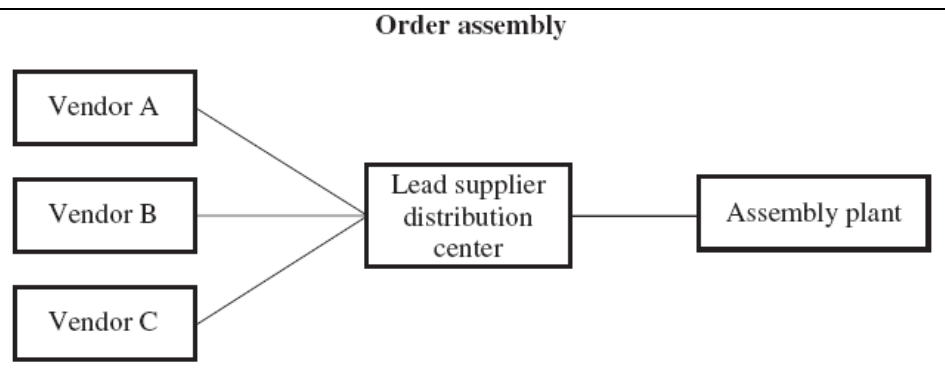 Order assembly
Vendor A
Vendor B
Vendor C
Lead supplier
distribution
center
Assembly plant